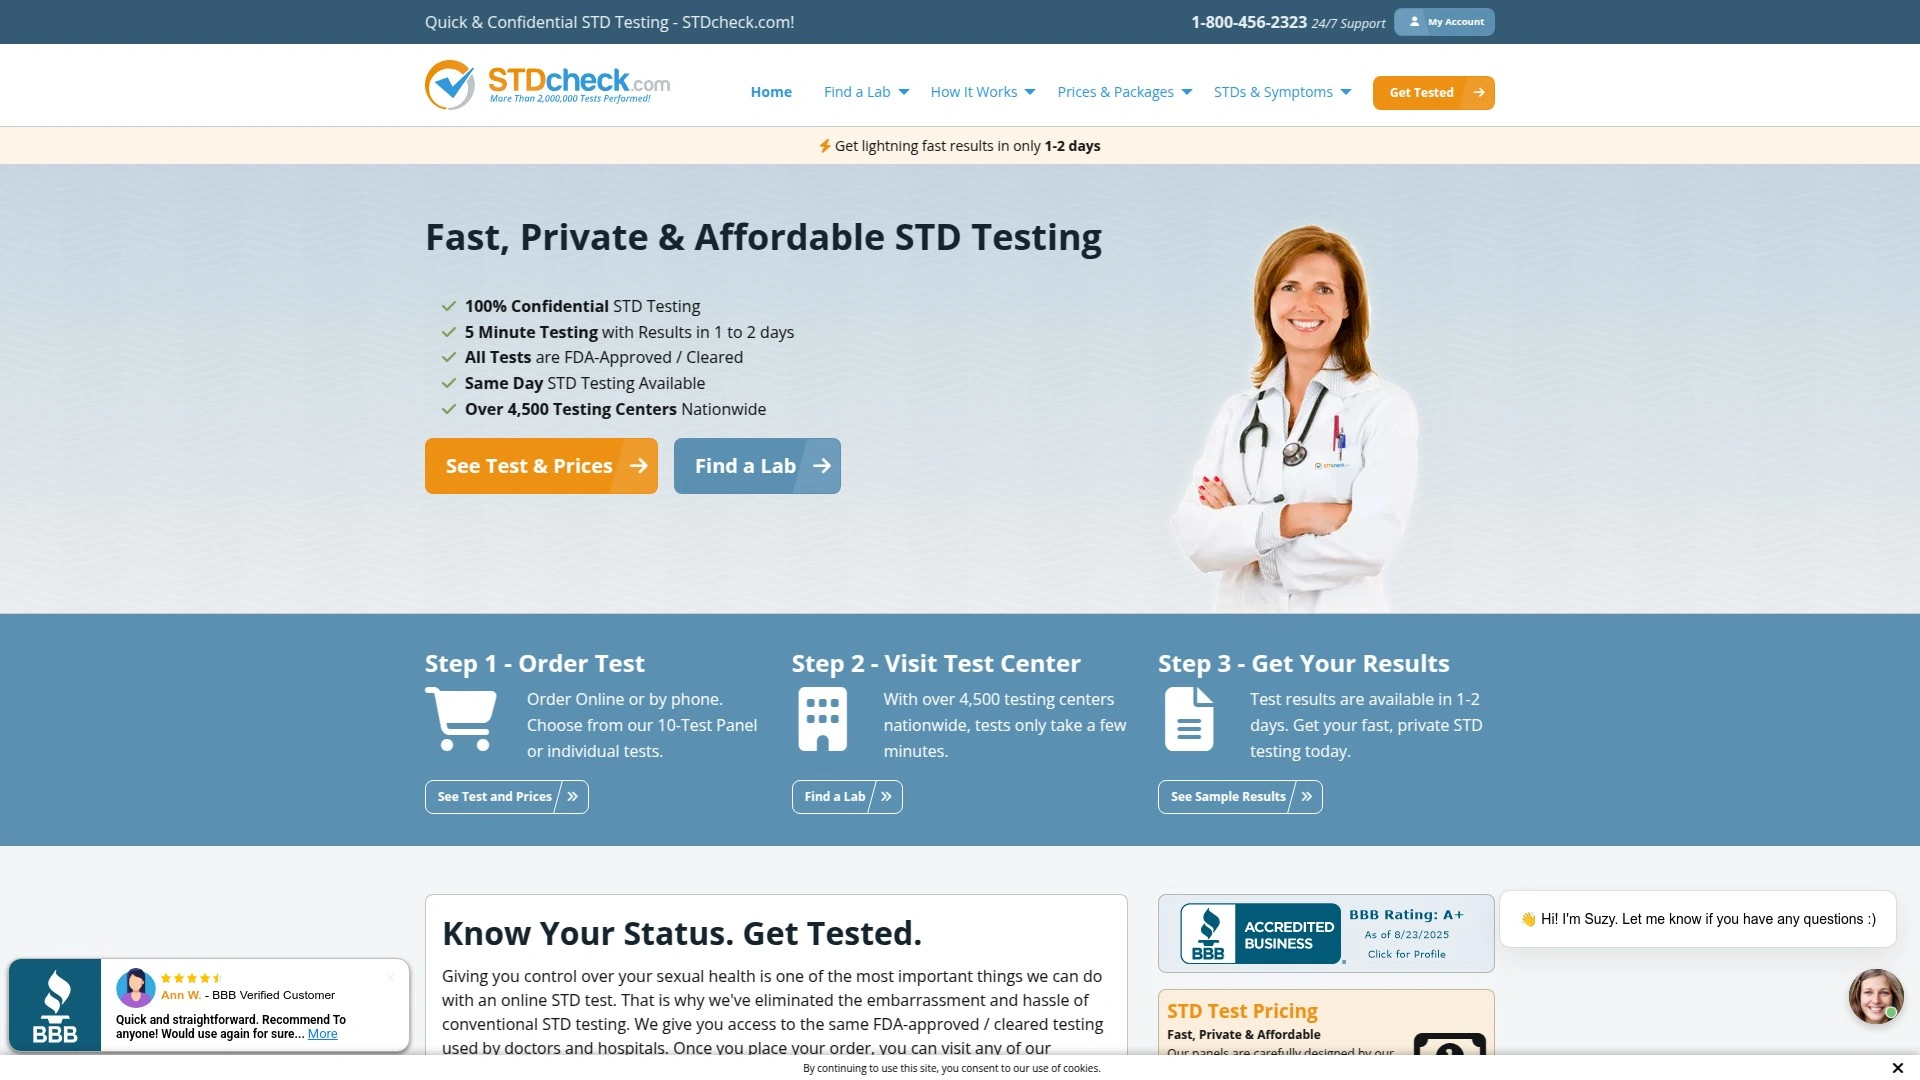 Quick & Confidential STD Testing - STDcheck.com!
1-800-456-2323 24/7 Support
My Account
STDcheck.com
More Than 2,000,000 Tests Performed!
Home
Find a Lab
How It Works
Prices & Packages
STDs & Symptoms
Get Tested
Get lightning fast results in only 1-2 days
Fast, Private & Affordable STD Testing
100% Confidential STD Testing
5 Minute Testing with Results in 1 to 2 days
All Tests are FDA-Approved / Cleared
Same Day STD Testing Available
Over 4,500 Testing Centers Nationwide
See Test & Prices
Find a Lab
Step 1 - Order Test
Order Online or by phone.
Choose from our 10-Test Panel
or individual tests.
See Test and Prices
Step 2 - Visit Test Center
With over 4,500 testing centers
nationwide, tests only take a few
minutes.
Find a Lab
Step 3 - Get Your Results
Test results are available in 1-2
days. Get your fast, private STD
testing today.
See Sample Results
Know Your Status. Get Tested.
Giving you control over your sexual health is one of the most important things we can do
with an online STD test. That is why we've eliminated the embarrassment and hassle of
conventional STD testing. We give you access to the same FDA-approved / cleared testing
used by doctors and hospitals. Once you place your order, you can visit any of our
BBB
ACCREDITED
BUSINESS
BBB Rating: A+
As of 8/23/2025
Click for Profile
STD Test Pricing
Fast, Private & Affordable
Our panels are carefully designed by our
👋 Hi! I'm Suzy. Let me know if you have any questions :)
BBB
Ann W. - BBB Verified Customer
Quick and straightforward. Recommend To
anyone! Would use again for sure... More
By continuing to use this site, you consent to our use of cookies.